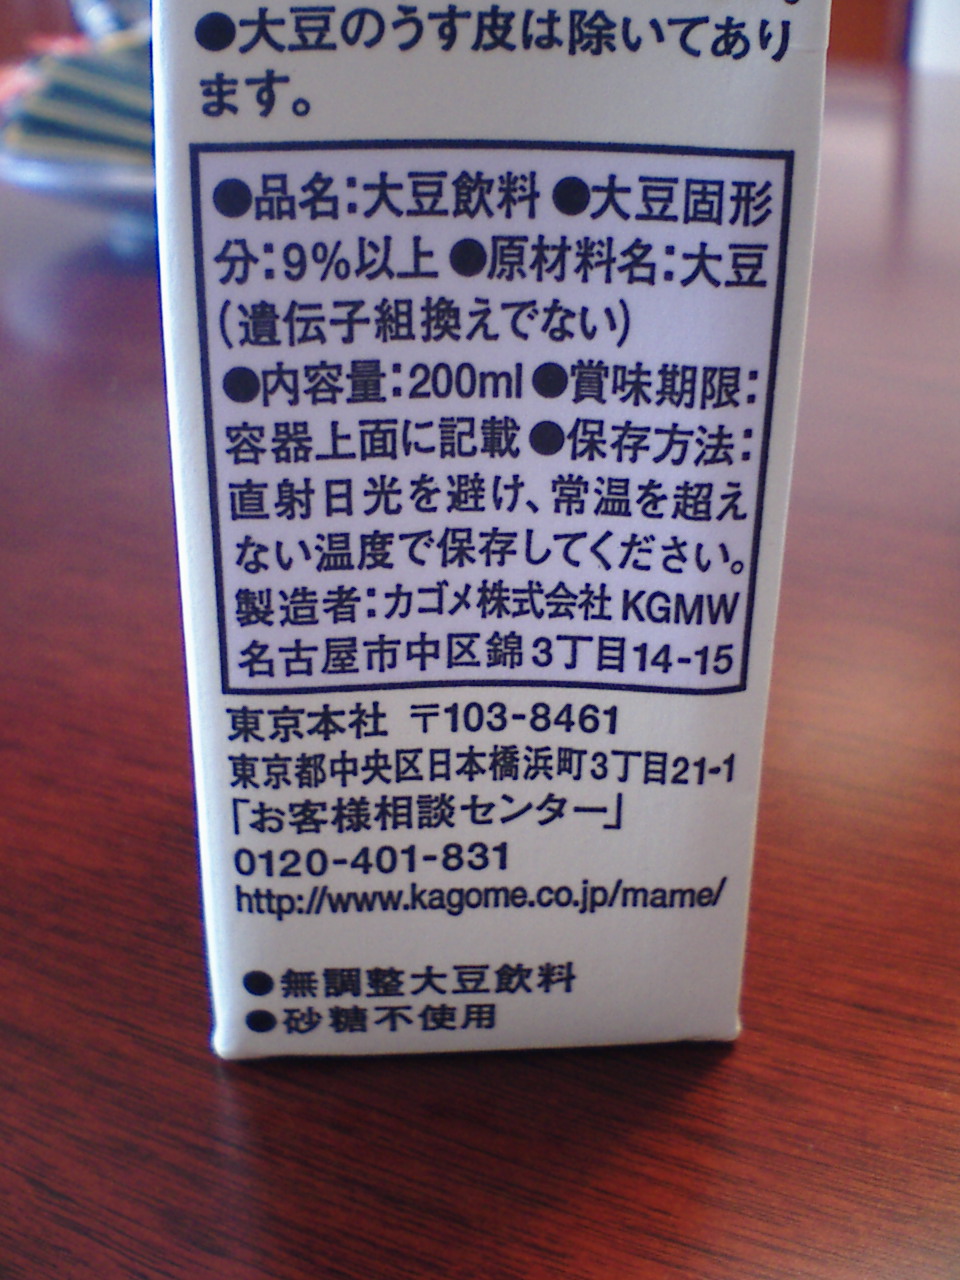 ●大豆のうす皮は除いてあり
ます。
●品名:大豆飲料 ●大豆固形
分:9%以上 ●原材料名:大豆
(遺伝子組換えでない)
●内容量:200ml ●賞味期限:
容器上面に記載 ●保存方法:
直射日光を避け、常温を超え
ない温度で保存してください。
製造者:カゴメ株式会社 KGMW
名古屋市中区錦3丁目14-15
東京本社 〒103-8461
東京都中央区日本橋浜町3丁目21-1
「お客様相談センター」
0120-401-831
http://www.kagome.co.jp/mame/
●無調整大豆飲料
●砂糖不使用